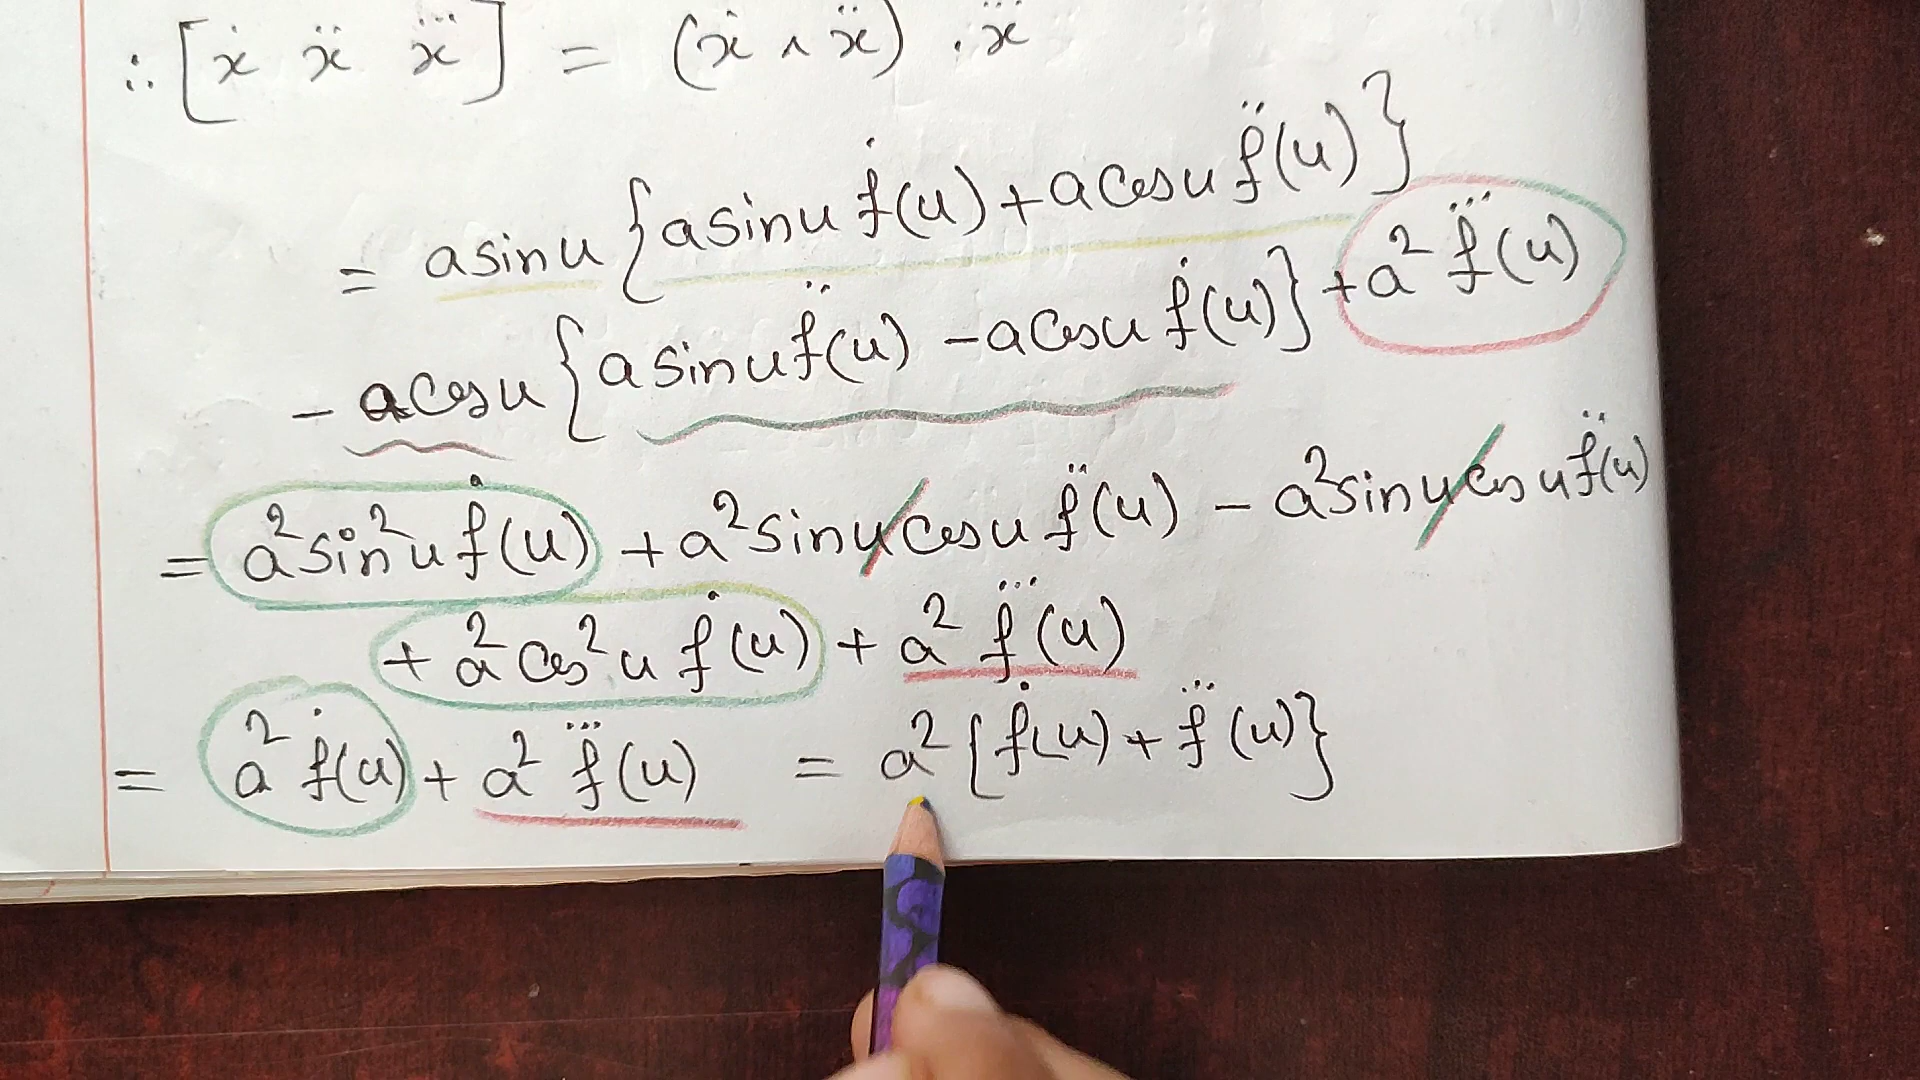 ∴ [ẋ ẍ x⃛] = (ẋ ∧ ẍ) . x⃛
= a sin u { a sin u ḟ(u) + a cos u f̈(u) }
- a cos u { a sin u f̈(u) - a cos u ḟ(u) } + a² f⃛(u)
= a² sin² u ḟ(u) + a² sin u cos u f̈(u) - a² sin u cos u f̈(u)
+ a² cos² u ḟ(u) + a² f⃛(u)
= a² ḟ(u) + a² f⃛(u) = a² { ḟ(u) + f⃛(u) }